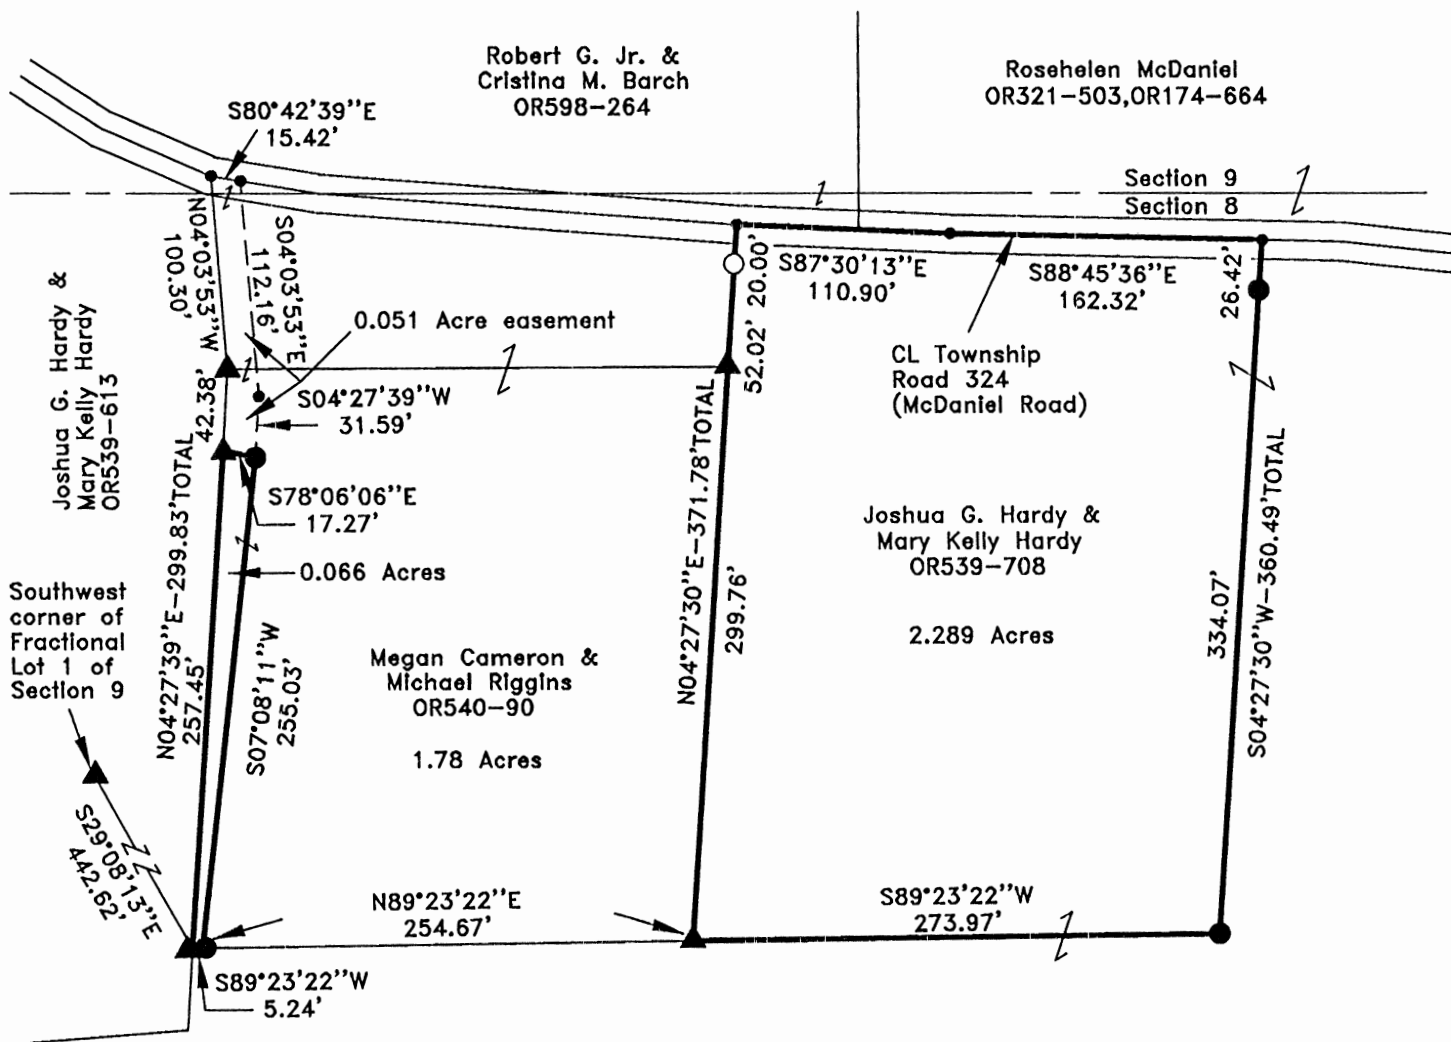 Robert G. Jr. &
Cristina M. Barch
OR598-264
Rosehelen McDaniel
OR321-503,OR174-664
S80°42'39''E
15.42'
Section 9
Section 8
N04°03'53''W
100.30'
S04°03'53''E
112.16'
S87°30'13''E
110.90'
S88°45'36''E
162.32'
20.00'
52.02'
26.42'
0.051 Acre easement
CL Township
Road 324
(McDaniel Road)
Joshua G. Hardy &
Mary Kelly Hardy
OR539-613
42.38'
S04°27'39''W
31.59'
S78°06'06''E
17.27'
0.066 Acres
N04°27'39''E-299.83'TOTAL
257.45'
S07°08'11''W
255.03'
Southwest
corner of
Fractional
Lot 1 of
Section 9
S29°08'13''E
442.62'
Megan Cameron &
Michael Riggins
OR540-90
1.78 Acres
N04°27'30''E-371.78'TOTAL
299.76'
Joshua G. Hardy &
Mary Kelly Hardy
OR539-708
2.289 Acres
334.07'
S04°27'30''W-360.49'TOTAL
N89°23'22''E
254.67'
S89°23'22''W
273.97'
S89°23'22''W
5.24'